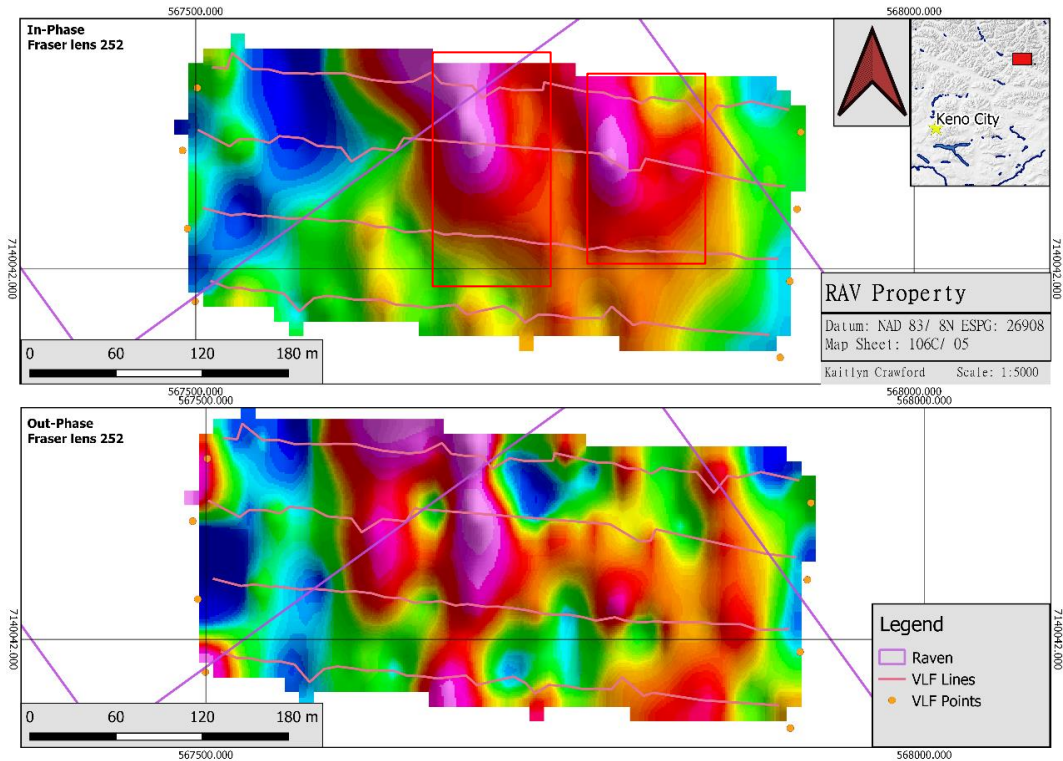 567500.000
568000.000
In-Phase
Fraser lens 252
Keno City
7140042.000
7140042.000
RAV Property
Datum: NAD 83/ 8N ESPG: 26908
Map Sheet: 106C/ 05
Kaitlyn Crawford Scale: 1:5000
0 60 120 180 m
567500.000
568000.000
567500.000
568000.000
Out-Phase
Fraser lens 252
7140042.000
7140042.000
Legend
Raven
VLF Lines
VLF Points
0 60 120 180 m
567500.000
568000.000